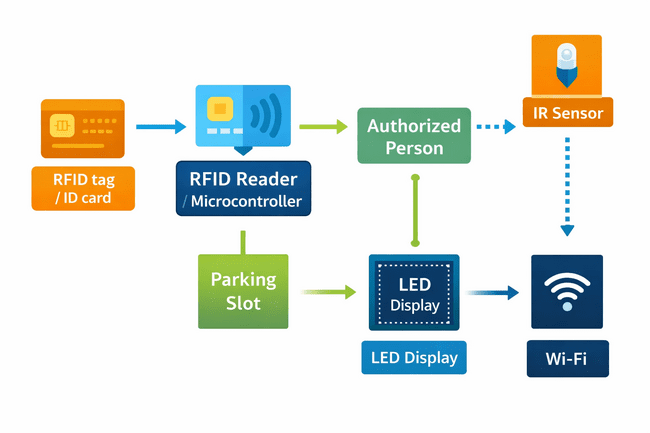 RFID tag
/ ID card
RFID Reader
/ Microcontroller
Authorized
Person
IR Sensor
Parking
Slot
LED
Display
LED Display
Wi-Fi